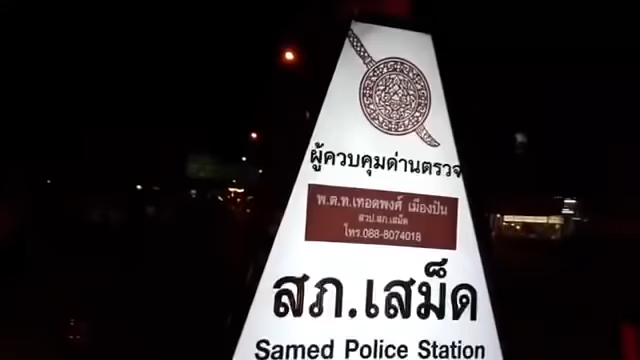 ผู้ควบคุมด่านตรวจ
พ.ต.ท.เทอดพงศ์ เมืองปัน
สวป.สภ.เสม็ด
โทร.088-8074018
สภ.เสม็ด
Samed Police Station